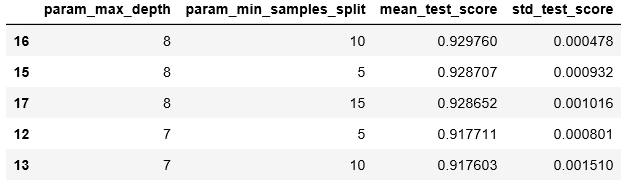 param_max_depth param_min_samples_split mean_test_score std_test_score
16 8 10 0.929760 0.000478
15 8 5 0.928707 0.000932
17 8 15 0.928652 0.001016
12 7 5 0.917711 0.000801
13 7 10 0.917603 0.001510